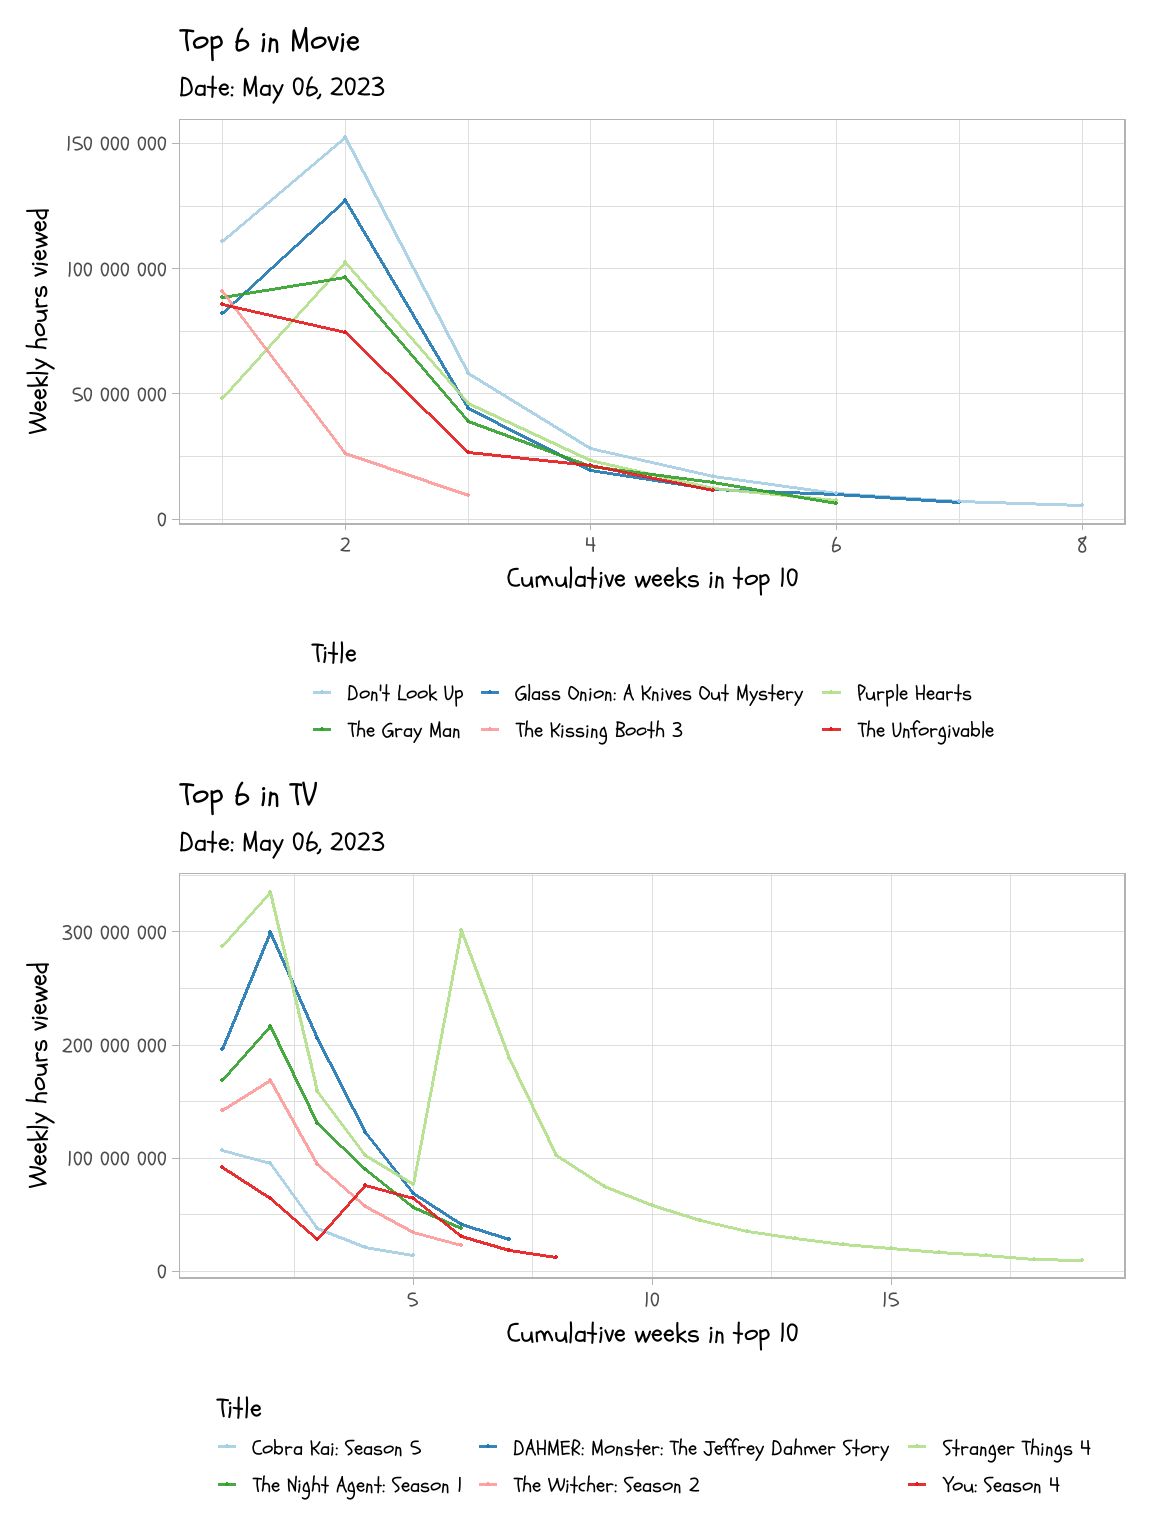 Top 6 in Movie
Date: May 06, 2023
Weekly hours viewed
150 000 000
100 000 000
50 000 000
0
2 4 6 8
Cumulative weeks in top 10
Title
Don't Look Up Glass Onion: A Knives Out Mystery Purple Hearts
The Gray Man The Kissing Booth 3 The Unforgivable
Top 6 in TV
Date: May 06, 2023
Weekly hours viewed
300 000 000
200 000 000
100 000 000
0
5 10 15
Cumulative weeks in top 10
Title
Cobra Kai: Season 5 DAHMER: Monster: The Jeffrey Dahmer Story Stranger Things 4
The Night Agent: Season 1 The Witcher: Season 2 You: Season 4